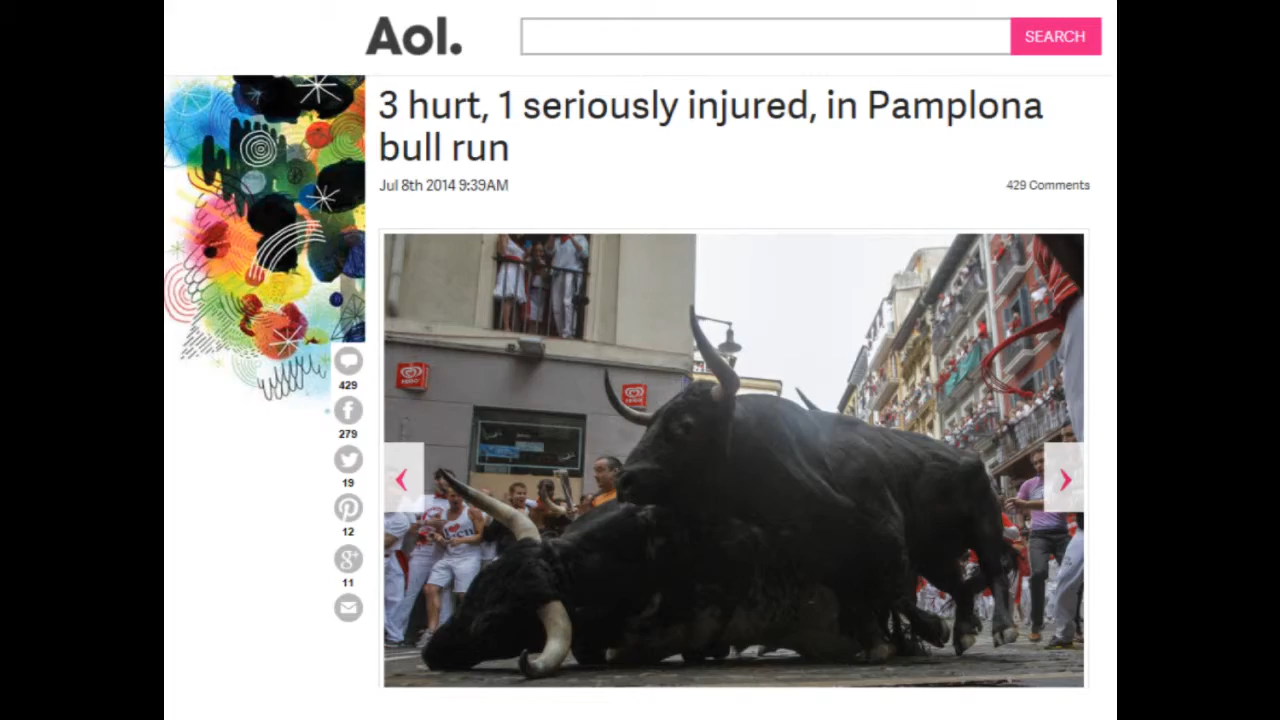 Aol.
SEARCH
3 hurt, 1 seriously injured, in Pamplona
bull run
Jul 8th 2014 9:39AM
429 Comments
429
279
19
12
11